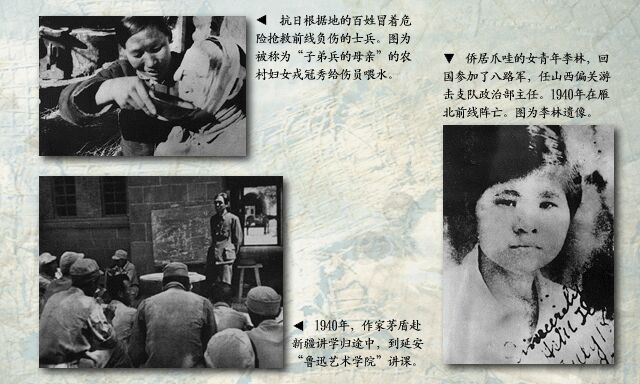 ◀ 抗日根据地的百姓冒着危
险抢救前线负伤的士兵。图为
被称为“子弟兵的母亲”的农
村妇女戎冠秀给伤员喂水。
▼ 侨居爪哇的女青年李林，回
国参加了八路军，任山西偏关游
击支队政治部主任。1940年在雁
北前线阵亡。图为李林遗像。
◀ 1940年，作家茅盾赴
新疆讲学归途中，到延安
“鲁迅艺术学院”讲课。
Sincerely